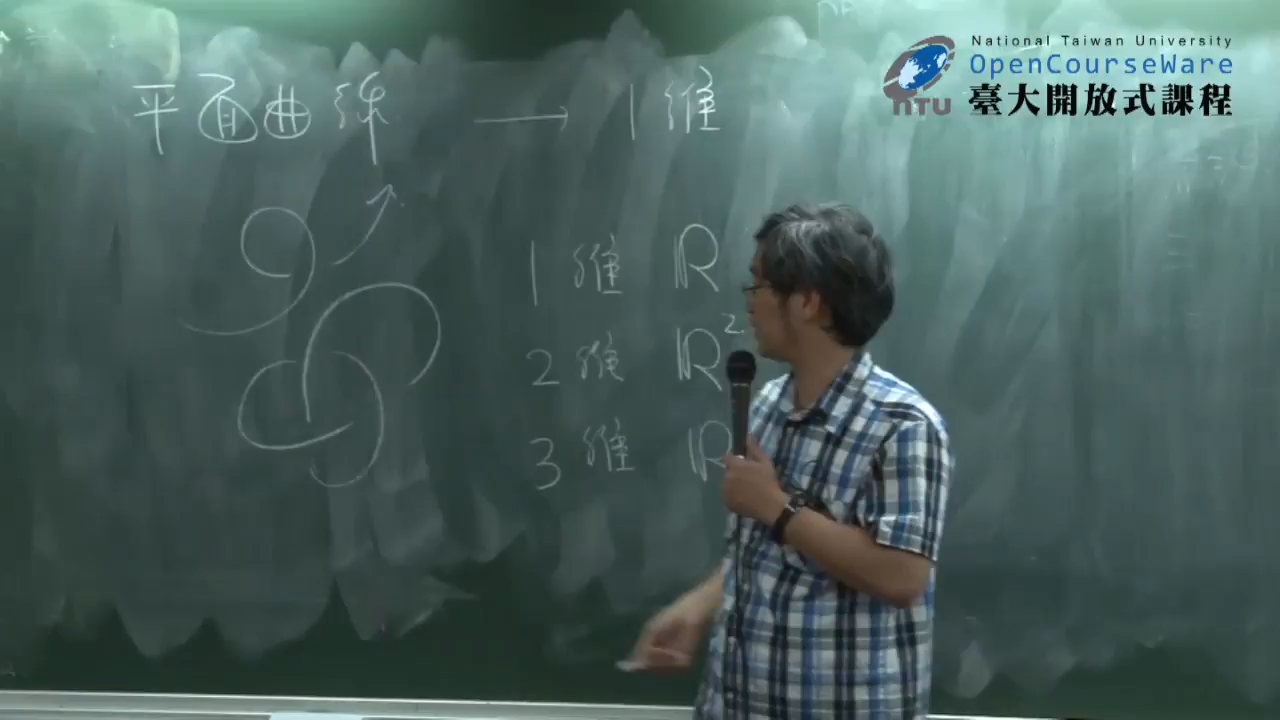 平面曲線 → 1維
1維 ℝ
2維 ℝ²
3維 ℝ
National Taiwan University
OpenCourseWare
NTU 臺大開放式課程